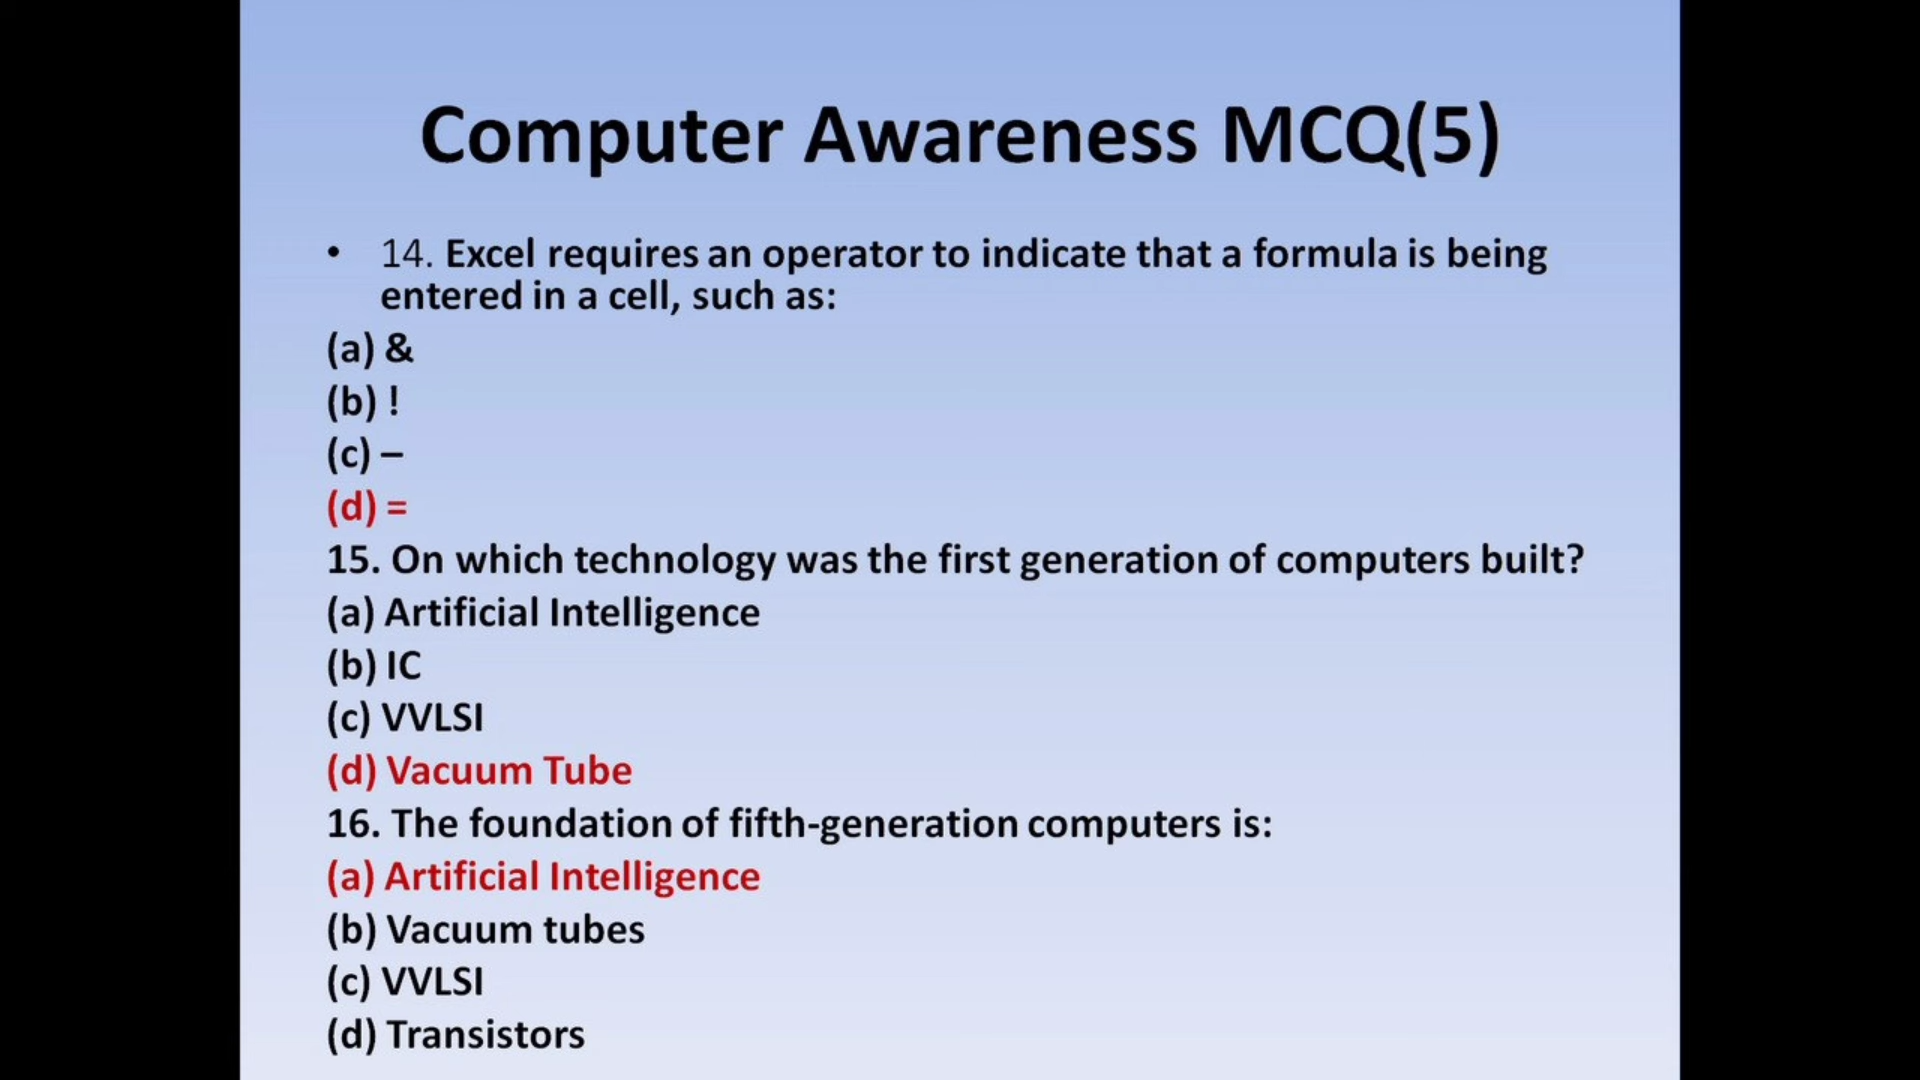 Computer Awareness MCQ(5)
• 14. Excel requires an operator to indicate that a formula is being
entered in a cell, such as:
(a) &
(b) !
(c) –
(d) =
15. On which technology was the first generation of computers built?
(a) Artificial Intelligence
(b) IC
(c) VVLSI
(d) Vacuum Tube
16. The foundation of fifth-generation computers is:
(a) Artificial Intelligence
(b) Vacuum tubes
(c) VVLSI
(d) Transistors